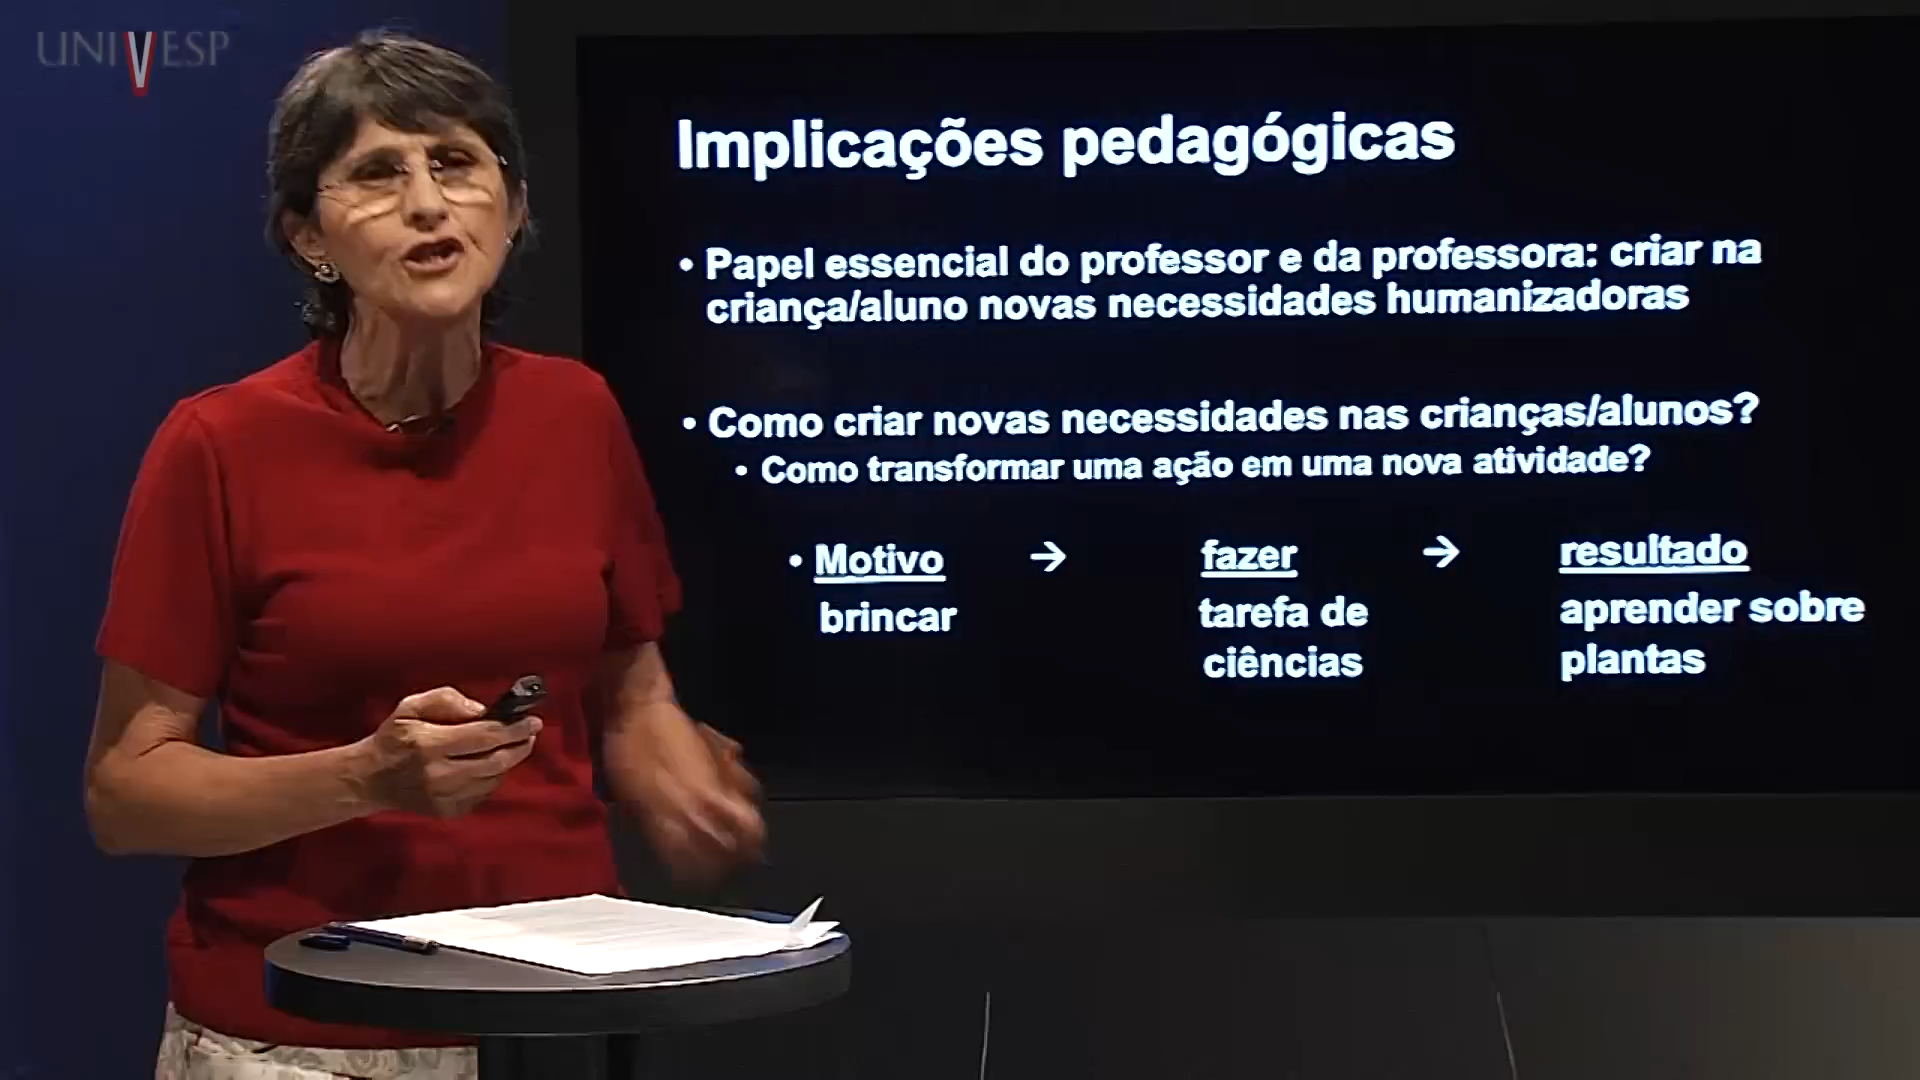 UNIVESP
Implicações pedagógicas
• Papel essencial do professor e da professora: criar na
criança/aluno novas necessidades humanizadoras
• Como criar novas necessidades nas crianças/alunos?
• Como transformar uma ação em uma nova atividade?
• Motivo → fazer → resultado
brincar tarefa de aprender sobre
ciências plantas